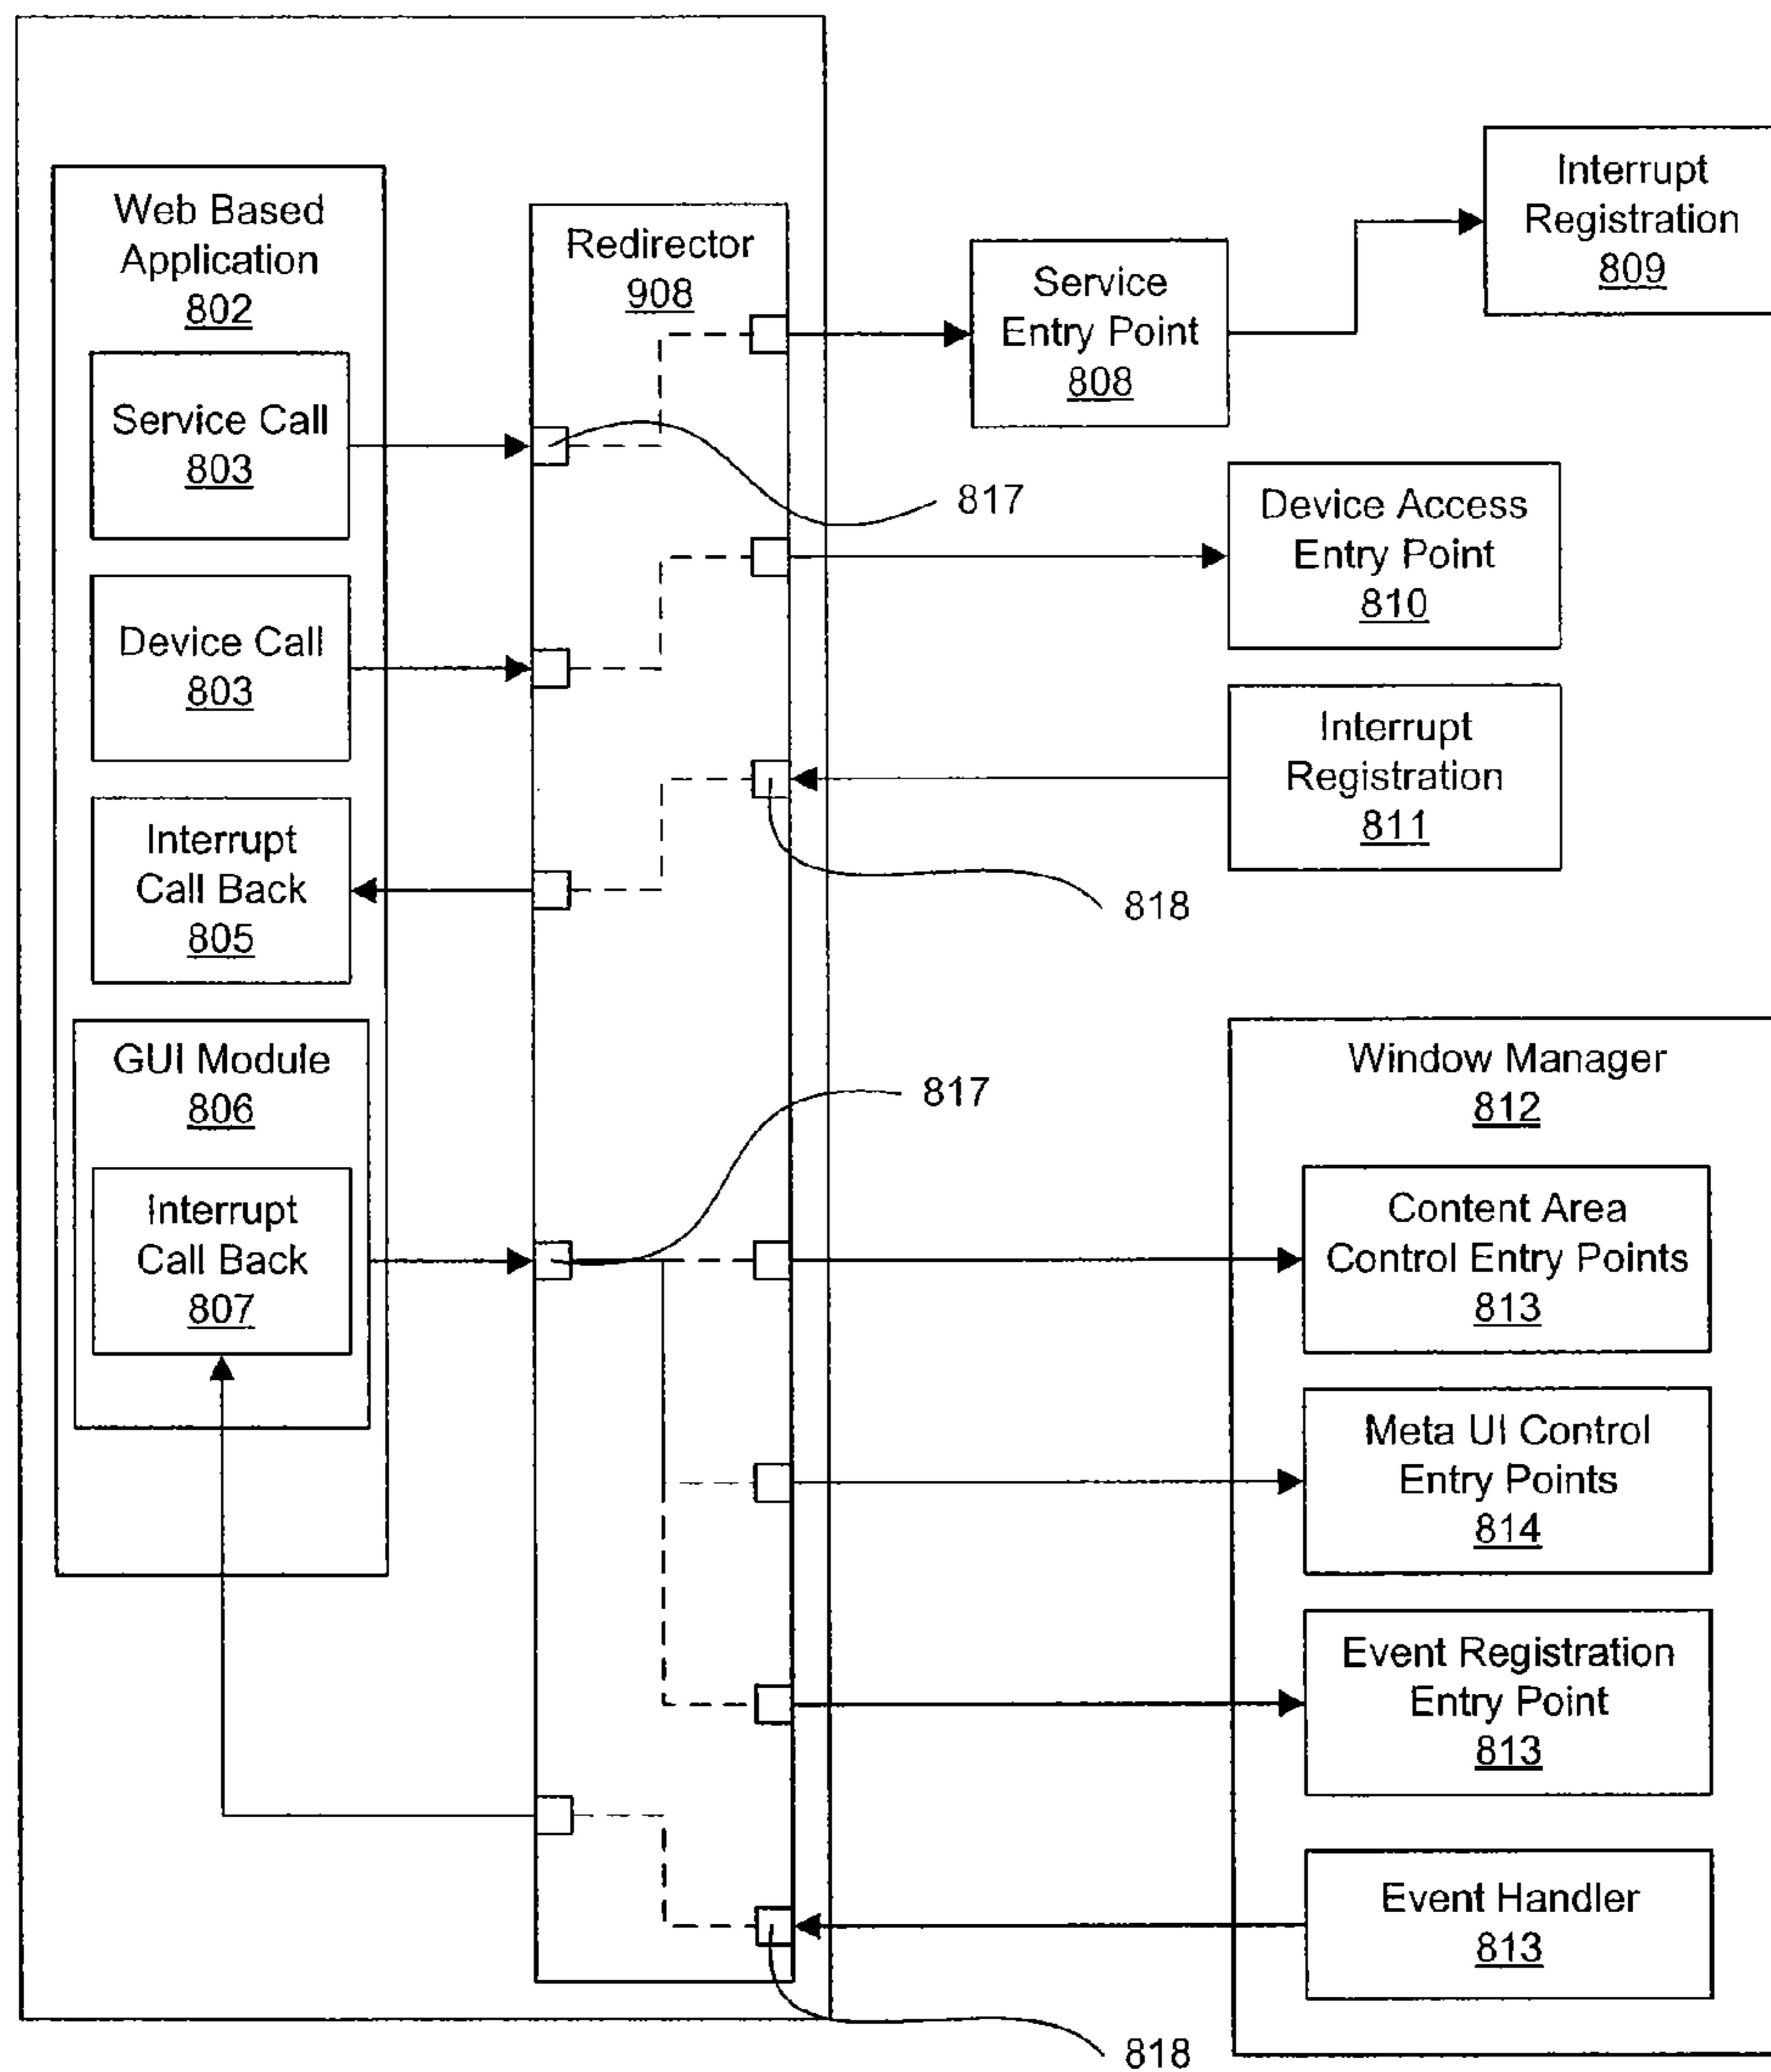 Web Based
Application
802
Service Call
803
Device Call
803
Interrupt
Call Back
805
GUI Module
806
Interrupt
Call Back
807
Redirector
908
Service
Entry Point
808
Interrupt
Registration
809
817
Device Access
Entry Point
810
Interrupt
Registration
811
818
817
Window Manager
812
Content Area
Control Entry Points
813
Meta UI Control
Entry Points
814
Event Registration
Entry Point
813
Event Handler
813
818